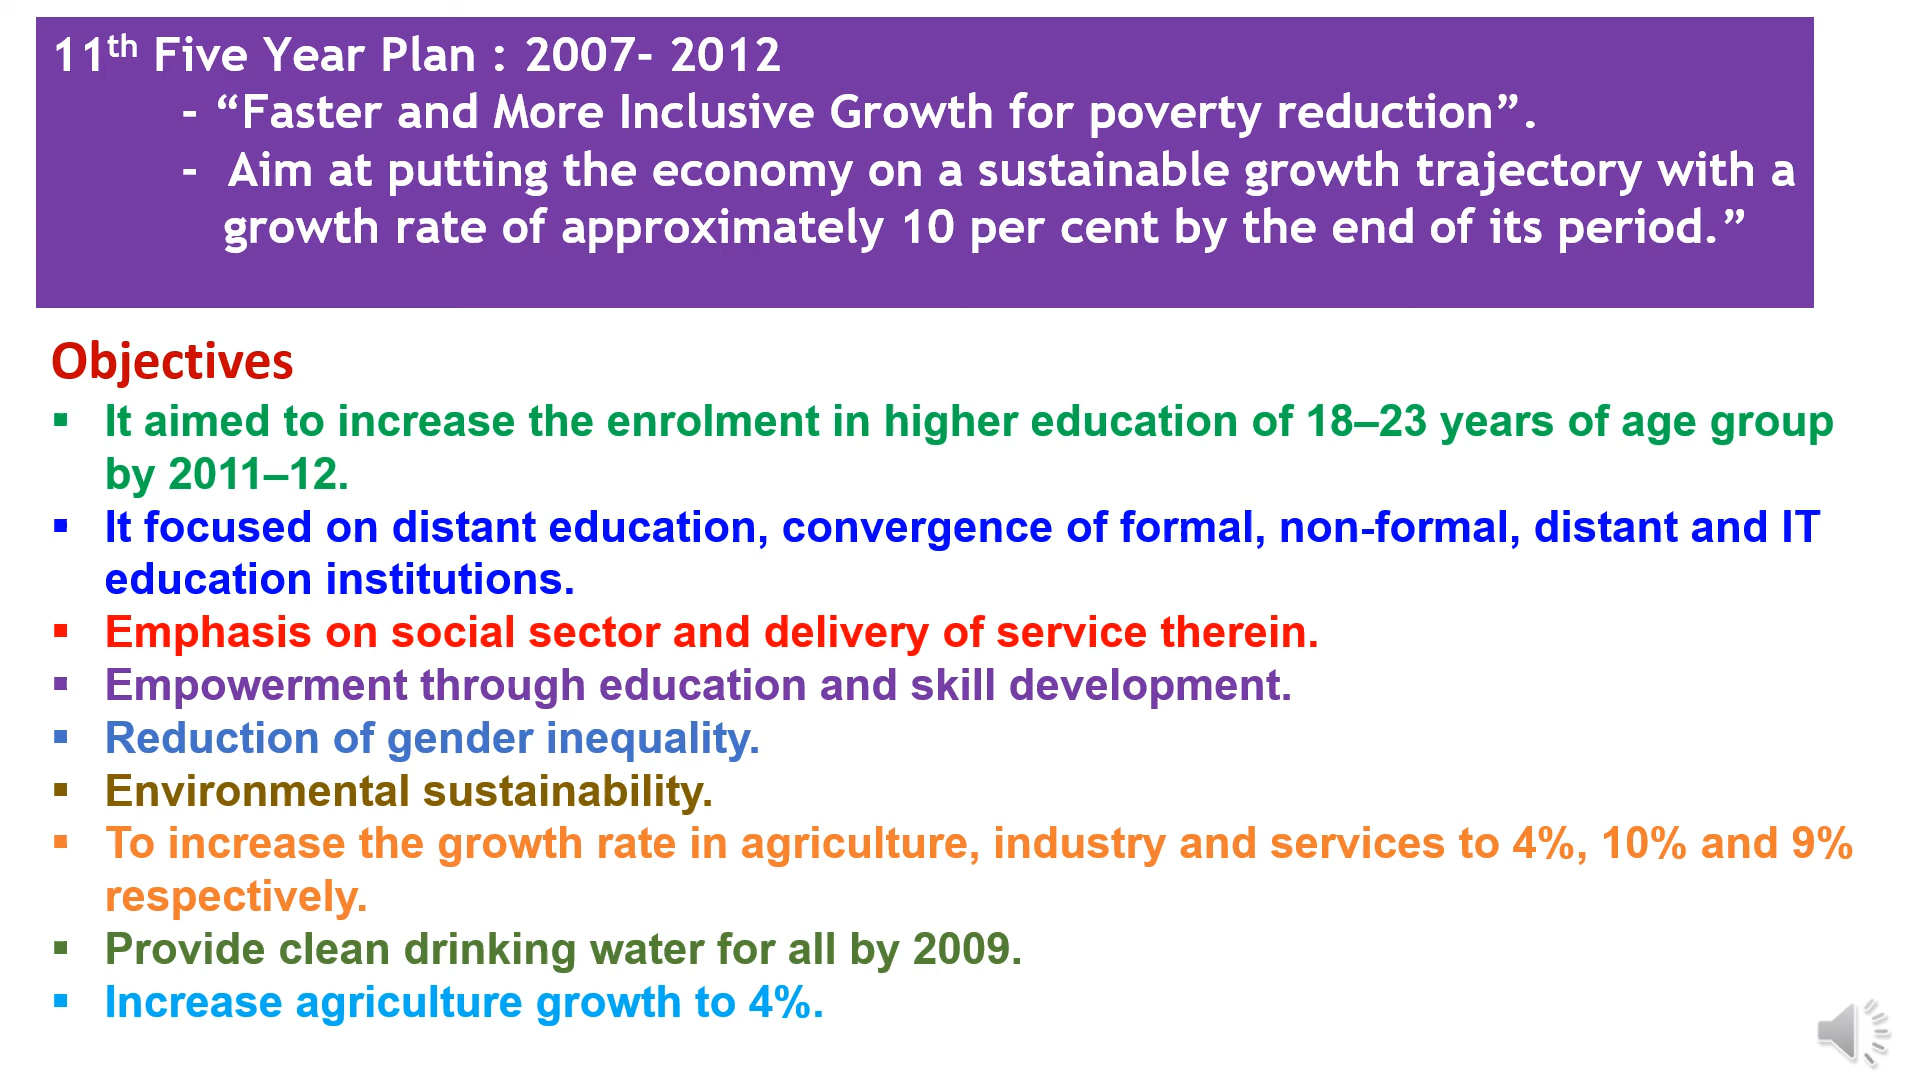 11th Five Year Plan : 2007- 2012
- “Faster and More Inclusive Growth for poverty reduction”.
- Aim at putting the economy on a sustainable growth trajectory with a
growth rate of approximately 10 per cent by the end of its period.”
Objectives
▪ It aimed to increase the enrolment in higher education of 18–23 years of age group
by 2011–12.
▪ It focused on distant education, convergence of formal, non-formal, distant and IT
education institutions.
▪ Emphasis on social sector and delivery of service therein.
▪ Empowerment through education and skill development.
▪ Reduction of gender inequality.
▪ Environmental sustainability.
▪ To increase the growth rate in agriculture, industry and services to 4%, 10% and 9%
respectively.
▪ Provide clean drinking water for all by 2009.
▪ Increase agriculture growth to 4%.